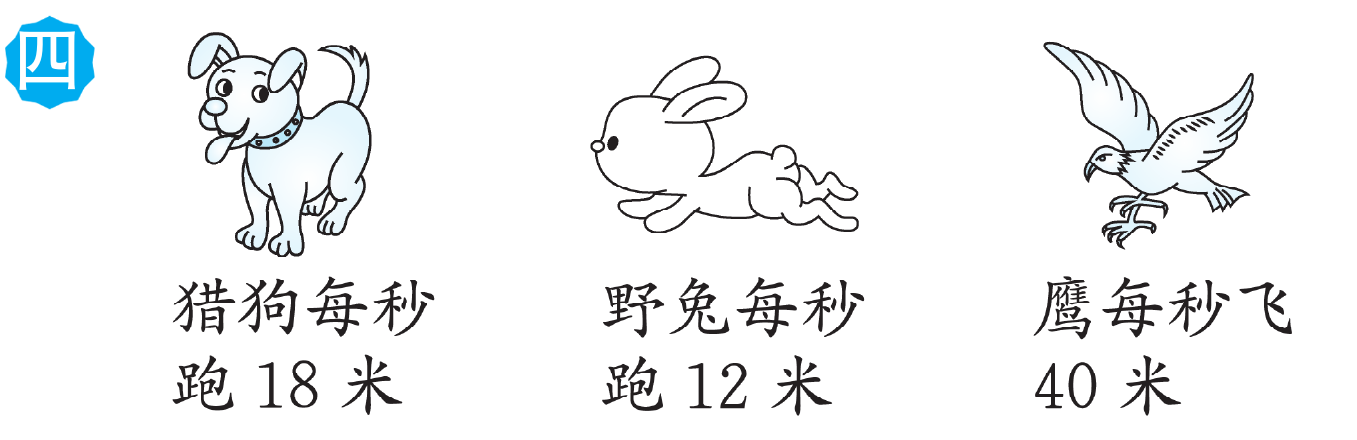 四
猎狗每秒
跑 18 米
野兔每秒
跑 12 米
鹰每秒飞
40 米